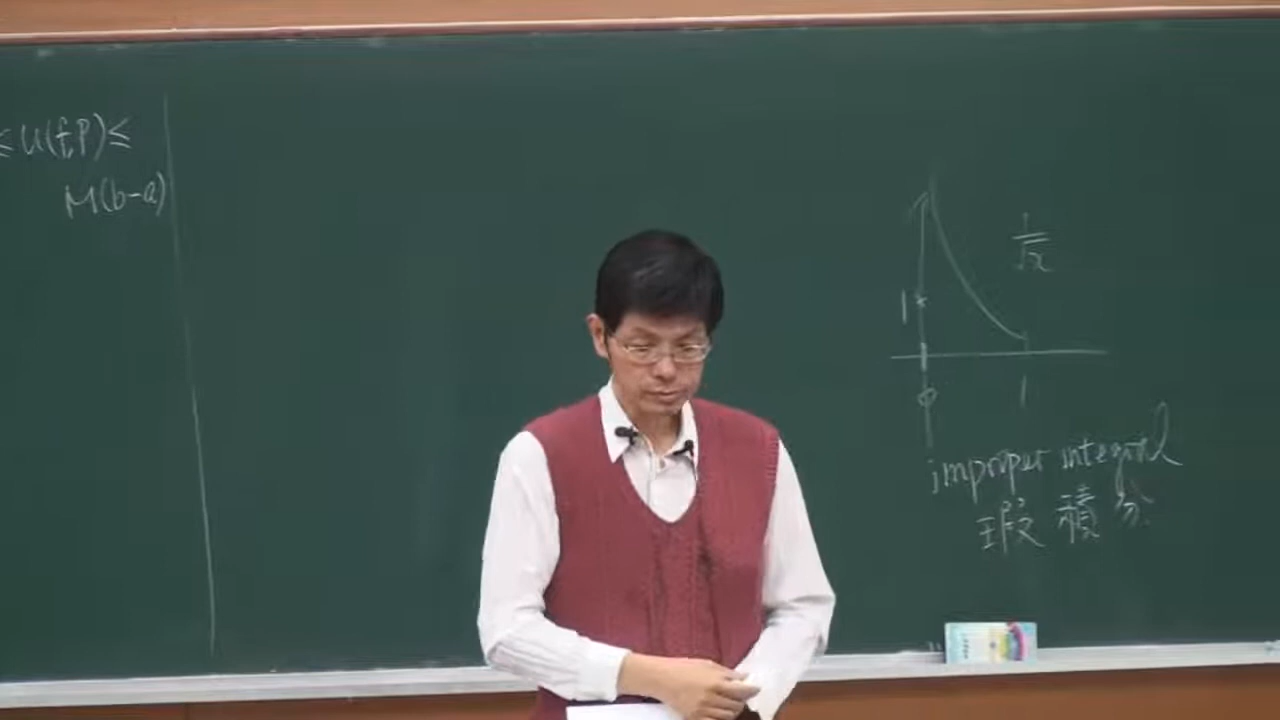 ≤ U(f,P) ≤
M(b-a)
1/√x
1
0
1
improper integral
瑕積分